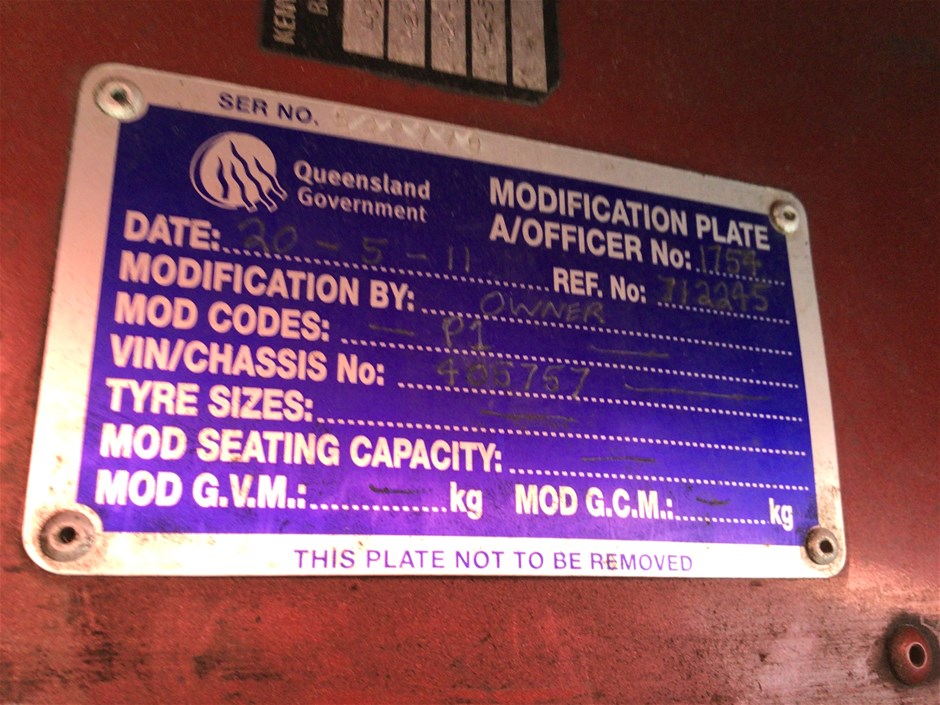 KEN
SER NO.
Queensland
Government
MODIFICATION PLATE
A/OFFICER No: 1754
DATE: 20 - 5 - 11
REF. No: 712245
MODIFICATION BY: OWNER
MOD CODES: — P1 —
VIN/CHASSIS No: 405757 —
TYRE SIZES: —
MOD SEATING CAPACITY: —
MOD G.V.M.: — kg MOD G.C.M.: — kg
THIS PLATE NOT TO BE REMOVED